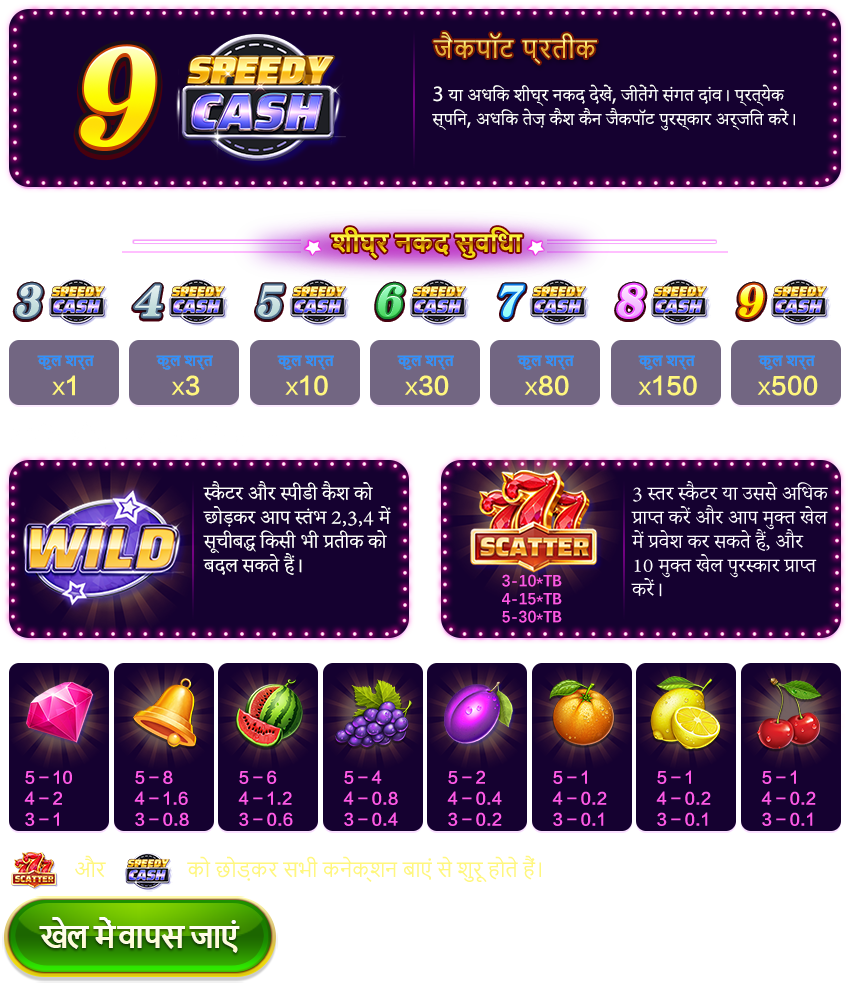 9 SPEEDY CASH
जैकपॉट प्रतीक
3 या अधिक शीघ्र नकद देखें, जीतेंगे संगत दांव। प्रत्येक
स्पिन, अधिक तेज़ कैश कैन जैकपॉट पुरस्कार अर्जित करें।
शीघ्र नकद सुविधा
3 SPEEDY CASH 4 SPEEDY CASH 5 SPEEDY CASH 6 SPEEDY CASH 7 SPEEDY CASH 8 SPEEDY CASH 9 SPEEDY CASH
कुल शर्त कुल शर्त कुल शर्त कुल शर्त कुल शर्त कुल शर्त कुल शर्त
x1 x3 x10 x30 x80 x150 x500
WILD
स्कैटर और स्पीडी कैश को
छोड़कर आप स्तंभ 2,3,4 में
सूचीबद्ध किसी भी प्रतीक को
बदल सकते हैं।
777
SCATTER
3-10*TB
4-15*TB
5-30*TB
3 स्तर स्कैटर या उससे अधिक
प्राप्त करें और आप मुक्त खेल
में प्रवेश कर सकते हैं, और
10 मुक्त खेल पुरस्कार प्राप्त
करें।
5-10 5-8 5-6 5-4 5-2 5-1 5-1 5-1
4-2 4-1.6 4-1.2 4-0.8 4-0.4 4-0.2 4-0.2 4-0.2
3-1 3-0.8 3-0.6 3-0.4 3-0.2 3-0.1 3-0.1 3-0.1
777 SCATTER और SPEEDY CASH को छोड़कर सभी कनेक्शन बाएं से शुरू होते हैं।
खेल में वापस जाएं